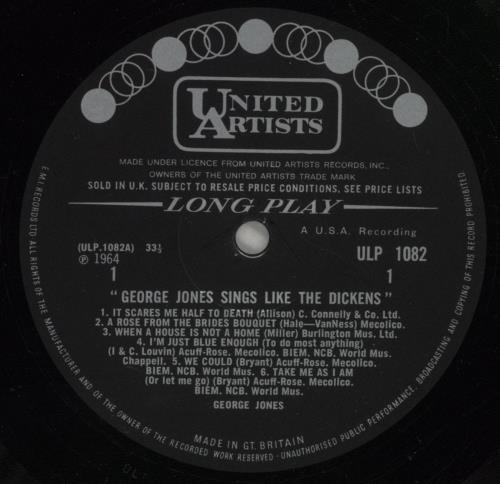 UNITED
ARTISTS
MADE UNDER LICENCE FROM UNITED ARTISTS RECORDS, INC.,
OWNERS OF THE UNITED ARTISTS TRADE MARK
SOLD IN U.K. SUBJECT TO RESALE PRICE CONDITIONS, SEE PRICE LISTS
LONG PLAY
A U.S.A. Recording
(ULP.1082A) 33⅓
ULP 1082
℗ 1964
1
1
"GEORGE JONES SINGS LIKE THE DICKENS"
1. IT SCARES ME HALF TO DEATH (Allison) C. Connelly & Co. Ltd.
2. A ROSE FROM THE BRIDES BOUQUET (Hale—VanNess) Mecolico.
3. WHEN A HOUSE IS NOT A HOME (Miller) Burlington Mus. Ltd.
4. I'M JUST BLUE ENOUGH (To do most anything)
(I & C. Louvin) Acuff-Rose. Mecolico. BIEM. NCB. World Mus.
Chappell. 5. WE COULD (Bryant) Acuff-Rose. Mecolico.
BIEM. NCB. World Mus. 6. TAKE ME AS I AM
(Or let me go) (Bryant) Acuff-Rose. Mecolico.
BIEM. NCB. World Mus.
GEORGE JONES
MADE IN GT. BRITAIN
E.M.I. RECORDS LTD ALL RIGHTS OF THE MANUFACTURER AND OF THE OWNER OF THE RECORDED WORK RESERVED · UNAUTHORISED PUBLIC PERFORMANCE, BROADCASTING AND COPYING OF THIS RECORD PROHIBITED